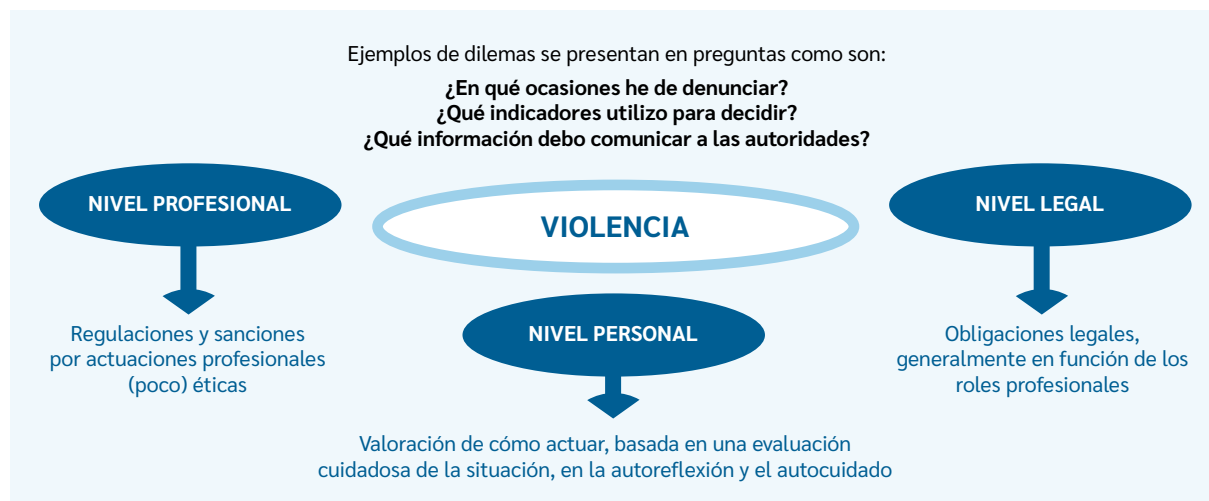 Ejemplos de dilemas se presentan en preguntas como son:
¿En qué ocasiones he de denunciar?
¿Qué indicadores utilizo para decidir?
¿Qué información debo comunicar a las autoridades?
NIVEL PROFESIONAL
Regulaciones y sanciones
por actuaciones profesionales
(poco) éticas
VIOLENCIA
NIVEL PERSONAL
Valoración de cómo actuar, basada en una evaluación
cuidadosa de la situación, en la autoreflexión y el autocuidado
NIVEL LEGAL
Obligaciones legales,
generalmente en función de los
roles profesionales